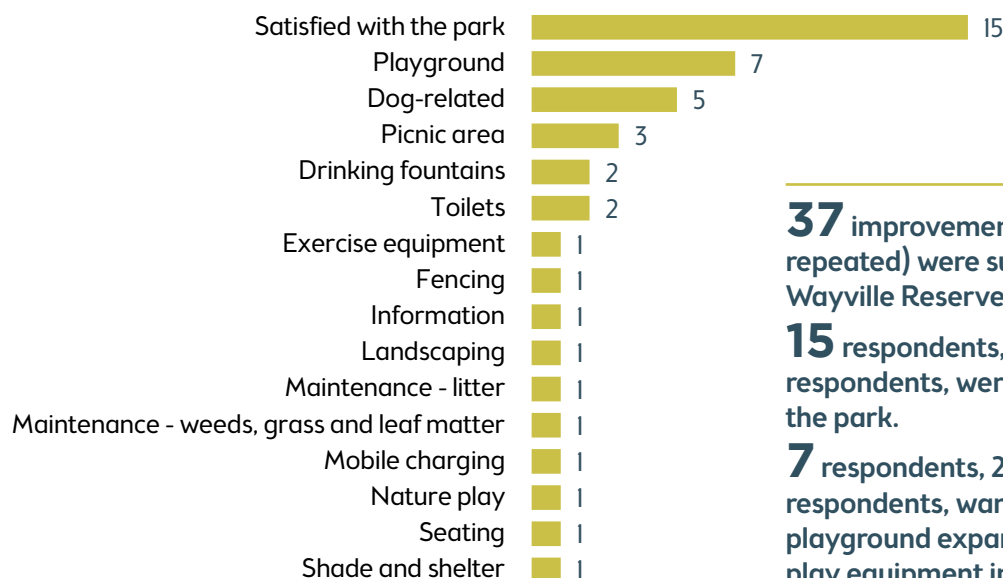 Satisfied with the park 15
Playground 7
Dog-related 5
Picnic area 3
Drinking fountains 2
Toilets 2
Exercise equipment 1
Fencing 1
Information 1
Landscaping 1
Maintenance - litter 1
Maintenance - weeds, grass and leaf matter 1
Mobile charging 1
Nature play 1
Seating 1
Shade and shelter 1
37 improvemen
repeated) were su
Wayville Reserve
15 respondents,
respondents, wer
the park.
7 respondents, 2
respondents, wan
playground expan
play equipment in